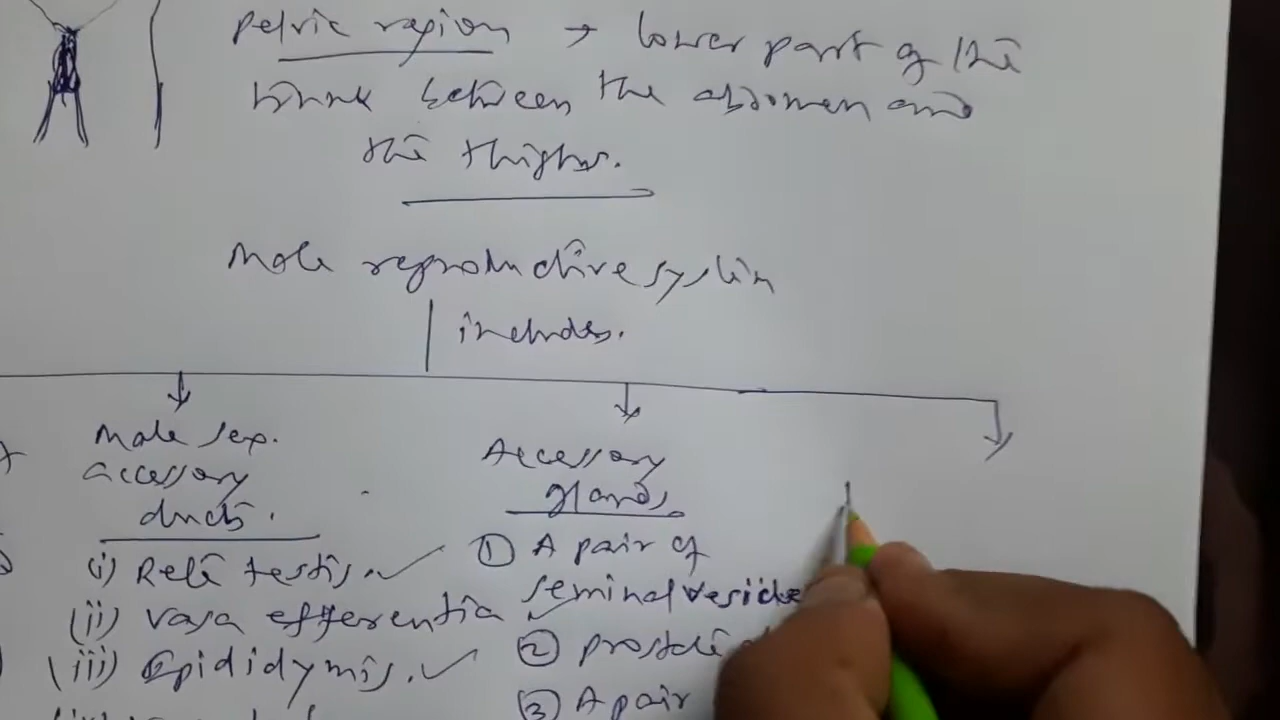 Pelvic region → lower part of the
trunk between the abdomen and
the thighs.
Male reproductive system
includes.
Male sex.
accessory
ducts.
(i) Rete testis. ✓
(ii) vasa efferentia
(iii) Epididymis. ✓
Accessory
glands
① A pair of
seminal vesicle
② prostate
③ A pair